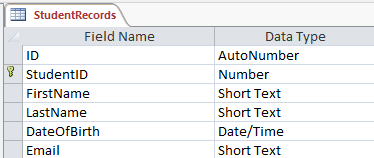 StudentRecords
Field Name Data Type
ID AutoNumber
StudentID Number
FirstName Short Text
LastName Short Text
DateOfBirth Date/Time
Email Short Text